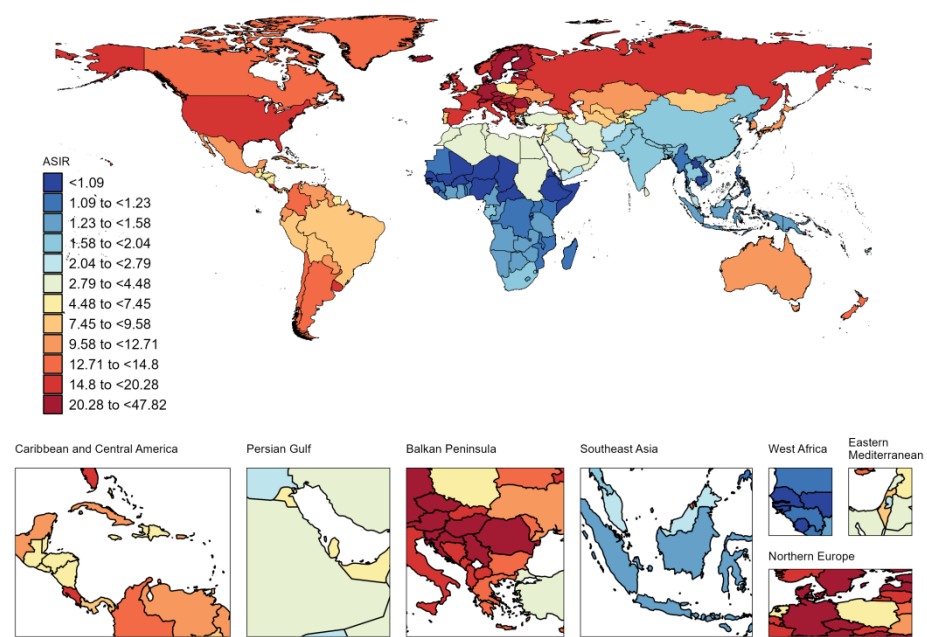 ASIR
<1.09
1.09 to <1.23
1.23 to <1.58
1.58 to <2.04
2.04 to <2.79
2.79 to <4.48
4.48 to <7.45
7.45 to <9.58
9.58 to <12.71
12.71 to <14.8
14.8 to <20.28
20.28 to <47.82
Caribbean and Central America
Persian Gulf
Balkan Peninsula
Southeast Asia
West Africa
Eastern
Mediterranean
Northern Europe